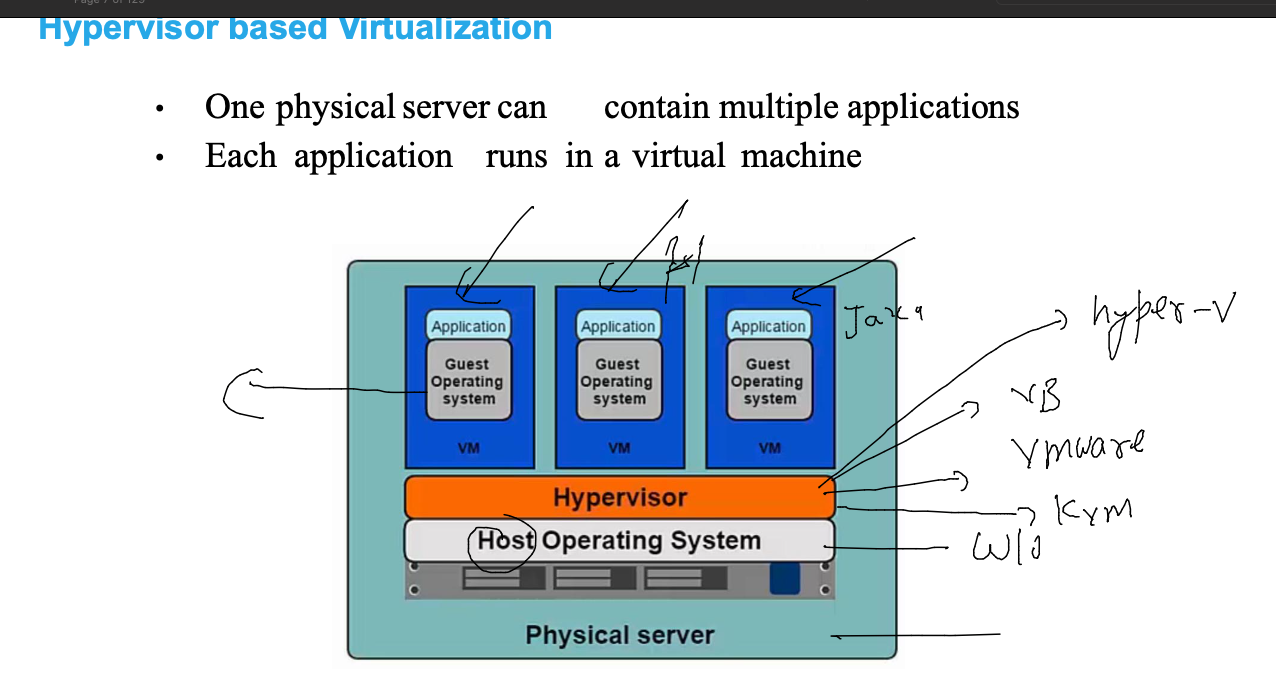 Hypervisor based Virtualization
• One physical server can contain multiple applications
• Each application runs in a virtual machine
Application Application Application
Guest Operating system
Guest Operating system
Guest Operating system
VM VM VM
Hypervisor
Host Operating System
Physical server
hyper-V
VB
Vmware
KVM